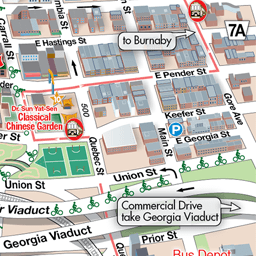 Carrall St
Columbia St
7A
E Hastings St
to Burnaby
E Pender St
Dr. Sun Yat-Sen
Classical
Chinese Garden
500
Keefer St
Gore Ave
P
Main St
E Georgia St
Quebec St
Union St
Union St
Commercial Drive
take Georgia Viaduct
Viaduct
Georgia Viaduct
Prior St
Bus Depot